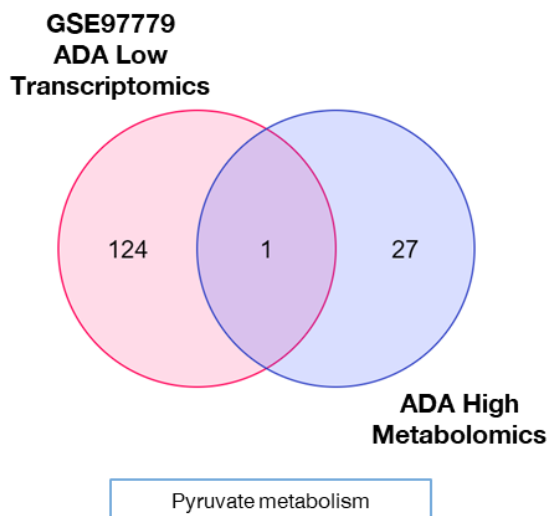 GSE97779
ADA Low
Transcriptomics
124
1
27
ADA High
Metabolomics
Pyruvate metabolism